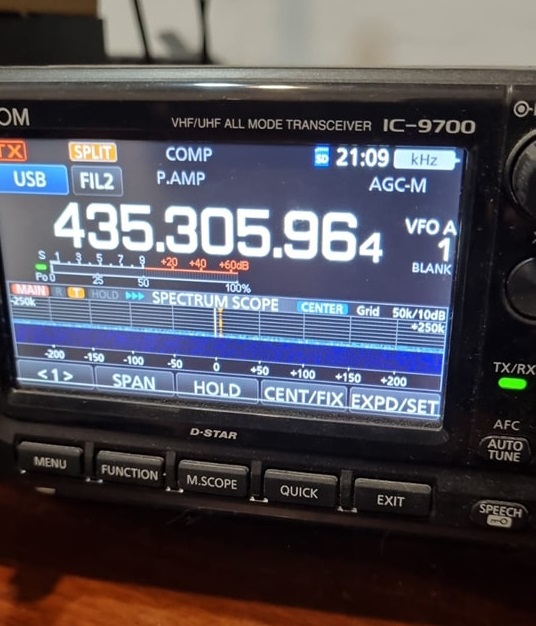 OM
VHF/UHF ALL MODE TRANSCEIVER IC-9700
TX SPLIT COMP SD 21:09 kHz
USB FIL2 P.AMP AGC-M
435.305.964 VFO A
1
BLANK
S 1 3 5 7 9 +20 +40 +60dB
Po 0 25 50 100%
MAIN R T HOLD SPECTRUM SCOPE CENTER Grid 50k/10dB
-250k +250k
-200 -150 -100 -50 0 +50 +100 +150 +200
<1> SPAN HOLD CENT/FIX EXPD/SET
TX/RX
D-STAR
AFC
AUTO TUNE
MENU FUNCTION M.SCOPE QUICK EXIT
SPEECH